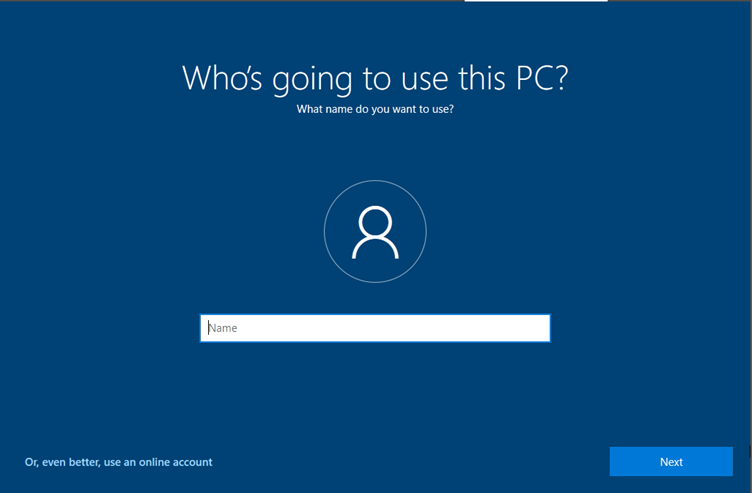 Who's going to use this PC?
What name do you want to use?
Name
Or, even better, use an online account
Next